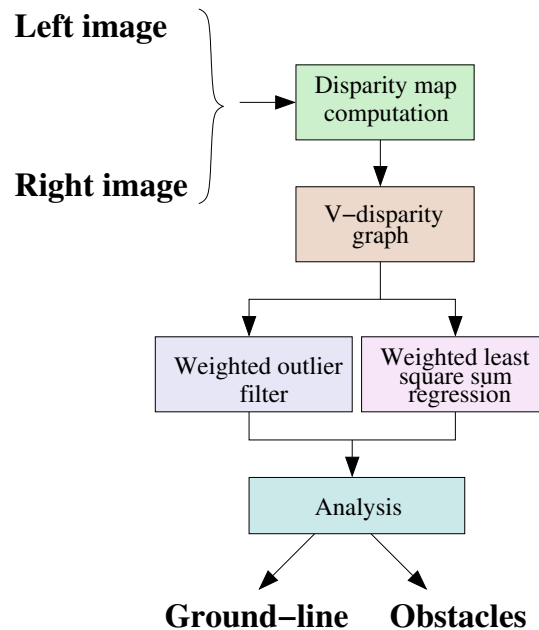 Left image
Disparity map
computation
Right image
V−disparity
graph
Weighted outlier
filter
Weighted least
square sum
regression
Analysis
Ground−line
Obstacles